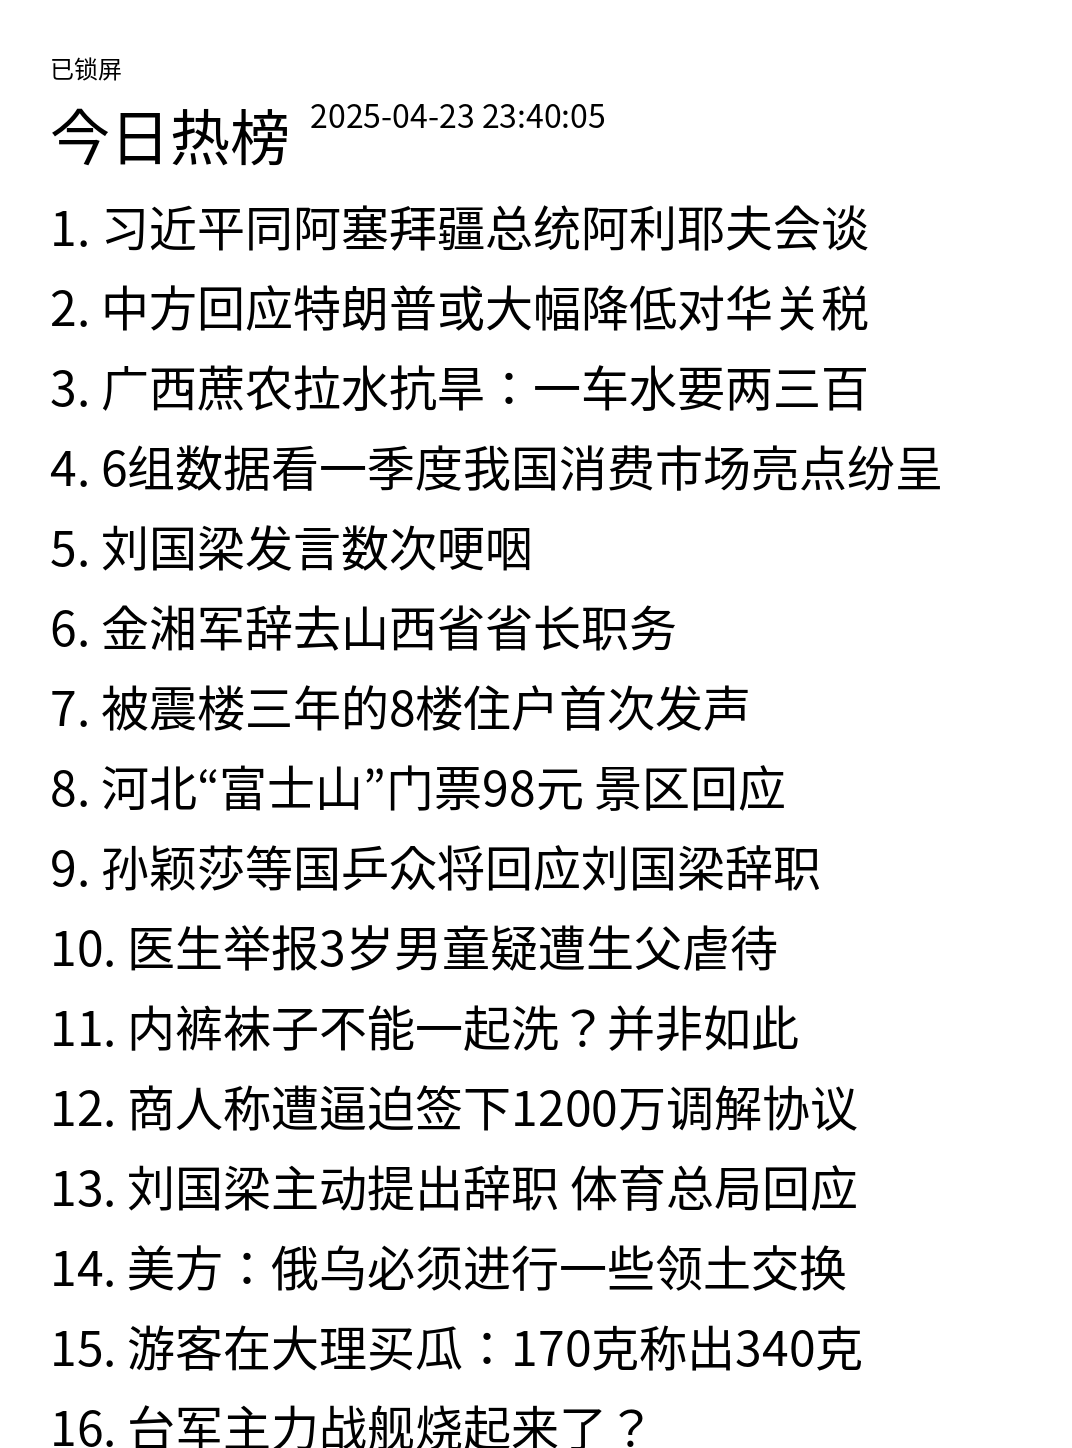 已锁屏
今日热榜 2025-04-23 23:40:05
1. 习近平同阿塞拜疆总统阿利耶夫会谈
2. 中方回应特朗普或大幅降低对华关税
3. 广西蔗农拉水抗旱：一车水要两三百
4. 6组数据看一季度我国消费市场亮点纷呈
5. 刘国梁发言数次哽咽
6. 金湘军辞去山西省省长职务
7. 被震楼三年的8楼住户首次发声
8. 河北“富士山”门票98元 景区回应
9. 孙颖莎等国乒众将回应刘国梁辞职
10. 医生举报3岁男童疑遭生父虐待
11. 内裤袜子不能一起洗？并非如此
12. 商人称遭逼迫签下1200万调解协议
13. 刘国梁主动提出辞职 体育总局回应
14. 美方：俄乌必须进行一些领土交换
15. 游客在大理买瓜：170克称出340克
16. 台军主力战舰烧起来了？